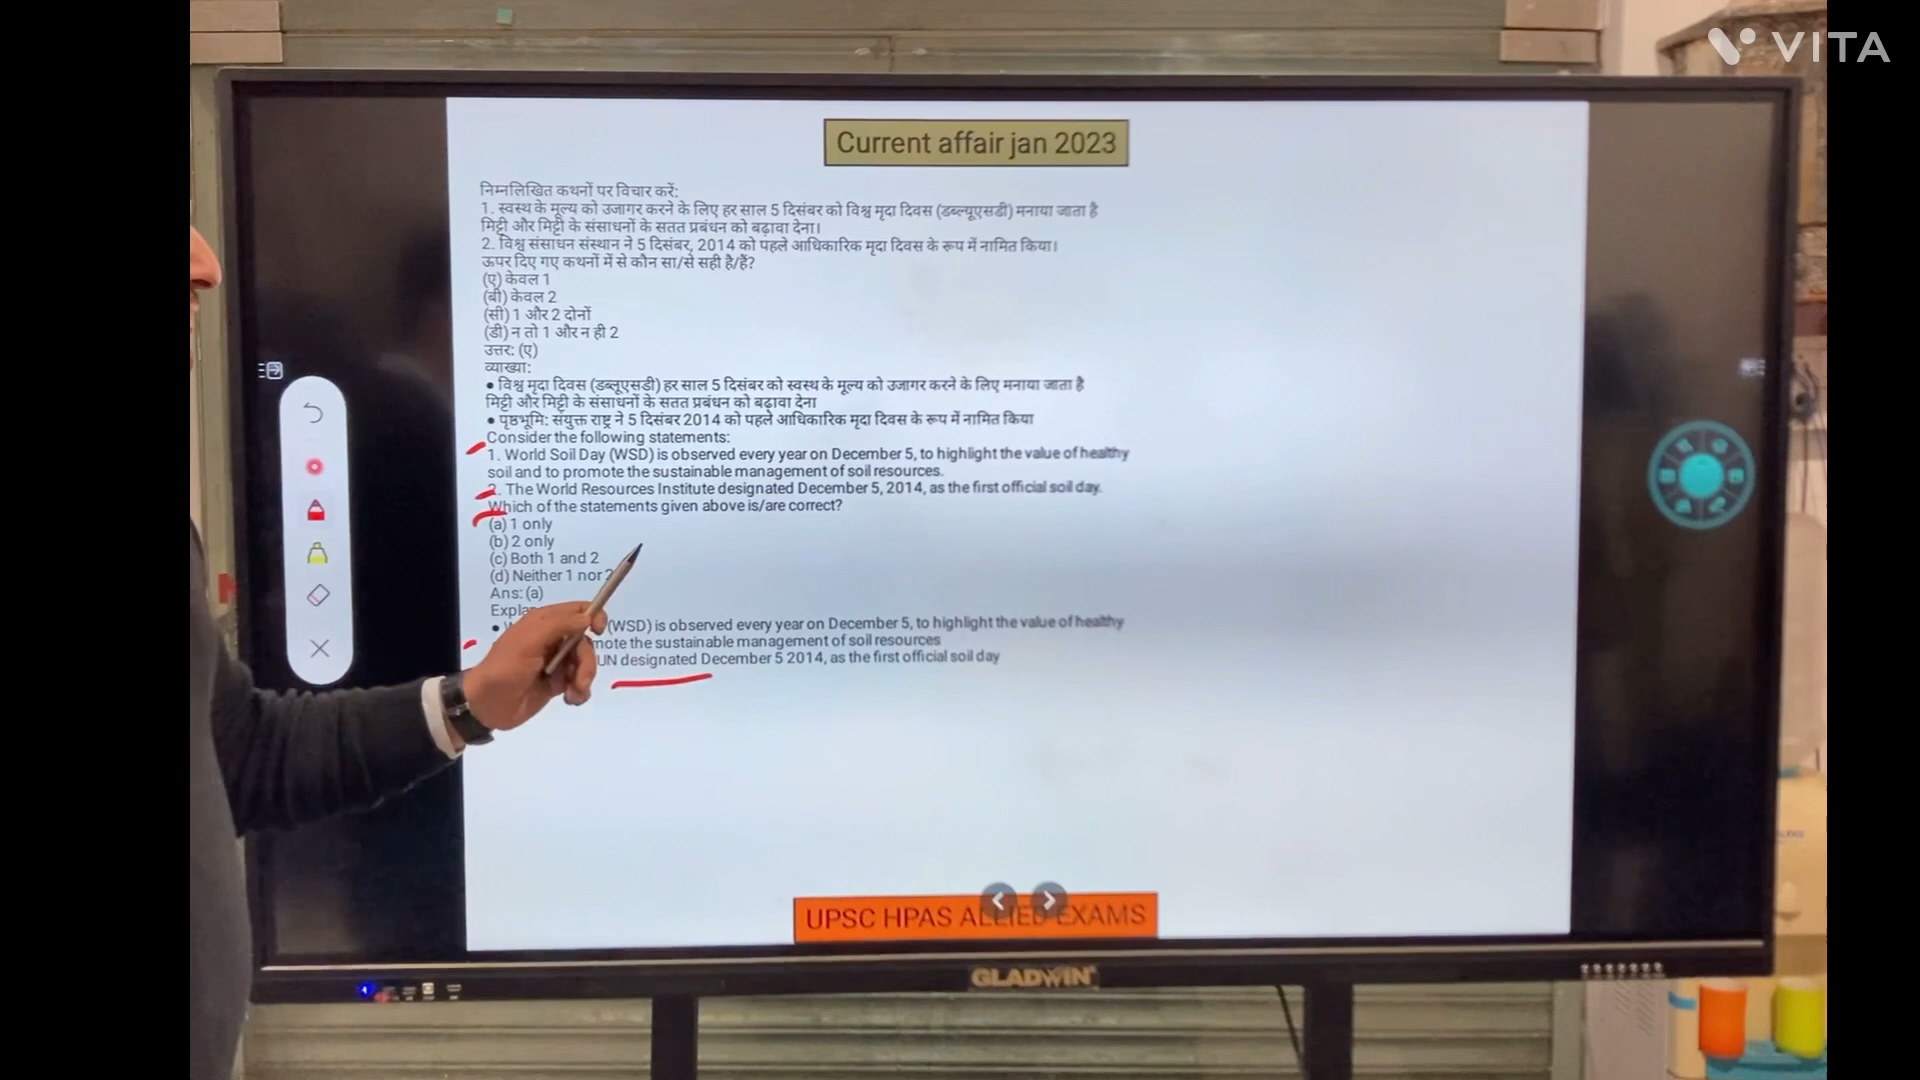 VITA
Current affair jan 2023
निम्नलिखित कथनों पर विचार करें:
1. स्वस्थ के मूल्य को उजागर करने के लिए हर साल 5 दिसंबर को विश्व मृदा दिवस (डब्ल्यूएसडी) मनाया जाता है
मिट्टी और मिट्टी के संसाधनों के सतत प्रबंधन को बढ़ावा देना।
2. विश्व संसाधन संस्थान ने 5 दिसंबर, 2014 को पहले आधिकारिक मृदा दिवस के रूप में नामित किया।
ऊपर दिए गए कथनों में से कौन सा/से सही है/हैं?
(ए) केवल 1
(बी) केवल 2
(सी) 1 और 2 दोनों
(डी) न तो 1 और न ही 2
उत्तर: (ए)
व्याख्या:
● विश्व मृदा दिवस (डब्लूएसडी) हर साल 5 दिसंबर को स्वस्थ के मूल्य को उजागर करने के लिए मनाया जाता है
मिट्टी और मिट्टी के संसाधनों के सतत प्रबंधन को बढ़ावा देना
● पृष्ठभूमि: संयुक्त राष्ट्र ने 5 दिसंबर 2014 को पहले आधिकारिक मृदा दिवस के रूप में नामित किया
Consider the following statements:
1. World Soil Day (WSD) is observed every year on December 5, to highlight the value of healthy
soil and to promote the sustainable management of soil resources.
2. The World Resources Institute designated December 5, 2014, as the first official soil day.
Which of the statements given above is/are correct?
(a) 1 only
(b) 2 only
(c) Both 1 and 2
(d) Neither 1 nor 2
Ans: (a)
Expla
● (WSD) is observed every year on December 5, to highlight the value of healthy
mote the sustainable management of soil resources
UN designated December 5 2014, as the first official soil day
UPSC HPAS ALLIED EXAMS
GLADWIN